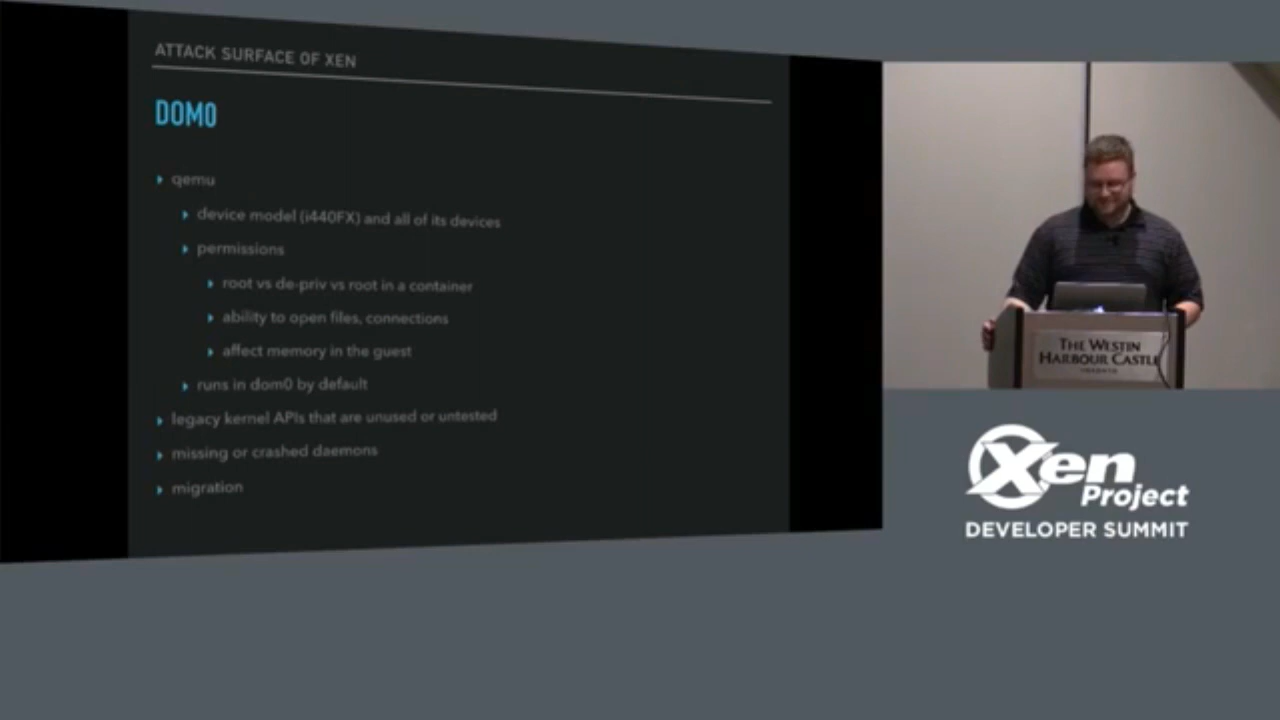 ATTACK SURFACE OF XEN
DOM0
qemu
device model (i440FX) and all of its devices
permissions
root vs de-priv vs root in a container
ability to open files, connections
affect memory in the guest
runs in dom0 by default
legacy kernel APIs that are unused or untested
missing or crashed daemons
migration
THE WESTIN
HARBOUR CASTLE
Xen
Project
DEVELOPER SUMMIT